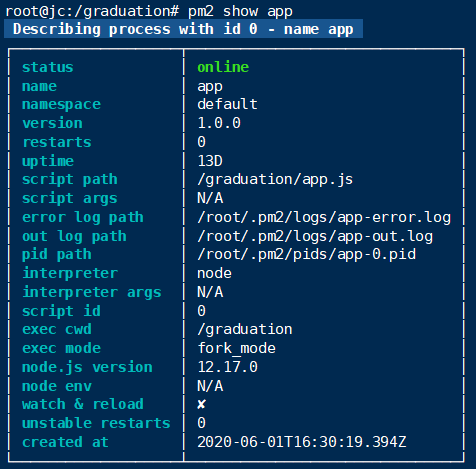 root@jc:/graduation# pm2 show app
Describing process with id 0 - name app
status online
name app
namespace default
version 1.0.0
restarts 0
uptime 13D
script path /graduation/app.js
script args N/A
error log path /root/.pm2/logs/app-error.log
out log path /root/.pm2/logs/app-out.log
pid path /root/.pm2/pids/app-0.pid
interpreter node
interpreter args N/A
script id 0
exec cwd /graduation
exec mode fork_mode
node.js version 12.17.0
node env N/A
watch & reload ✘
unstable restarts 0
created at 2020-06-01T16:30:19.394Z